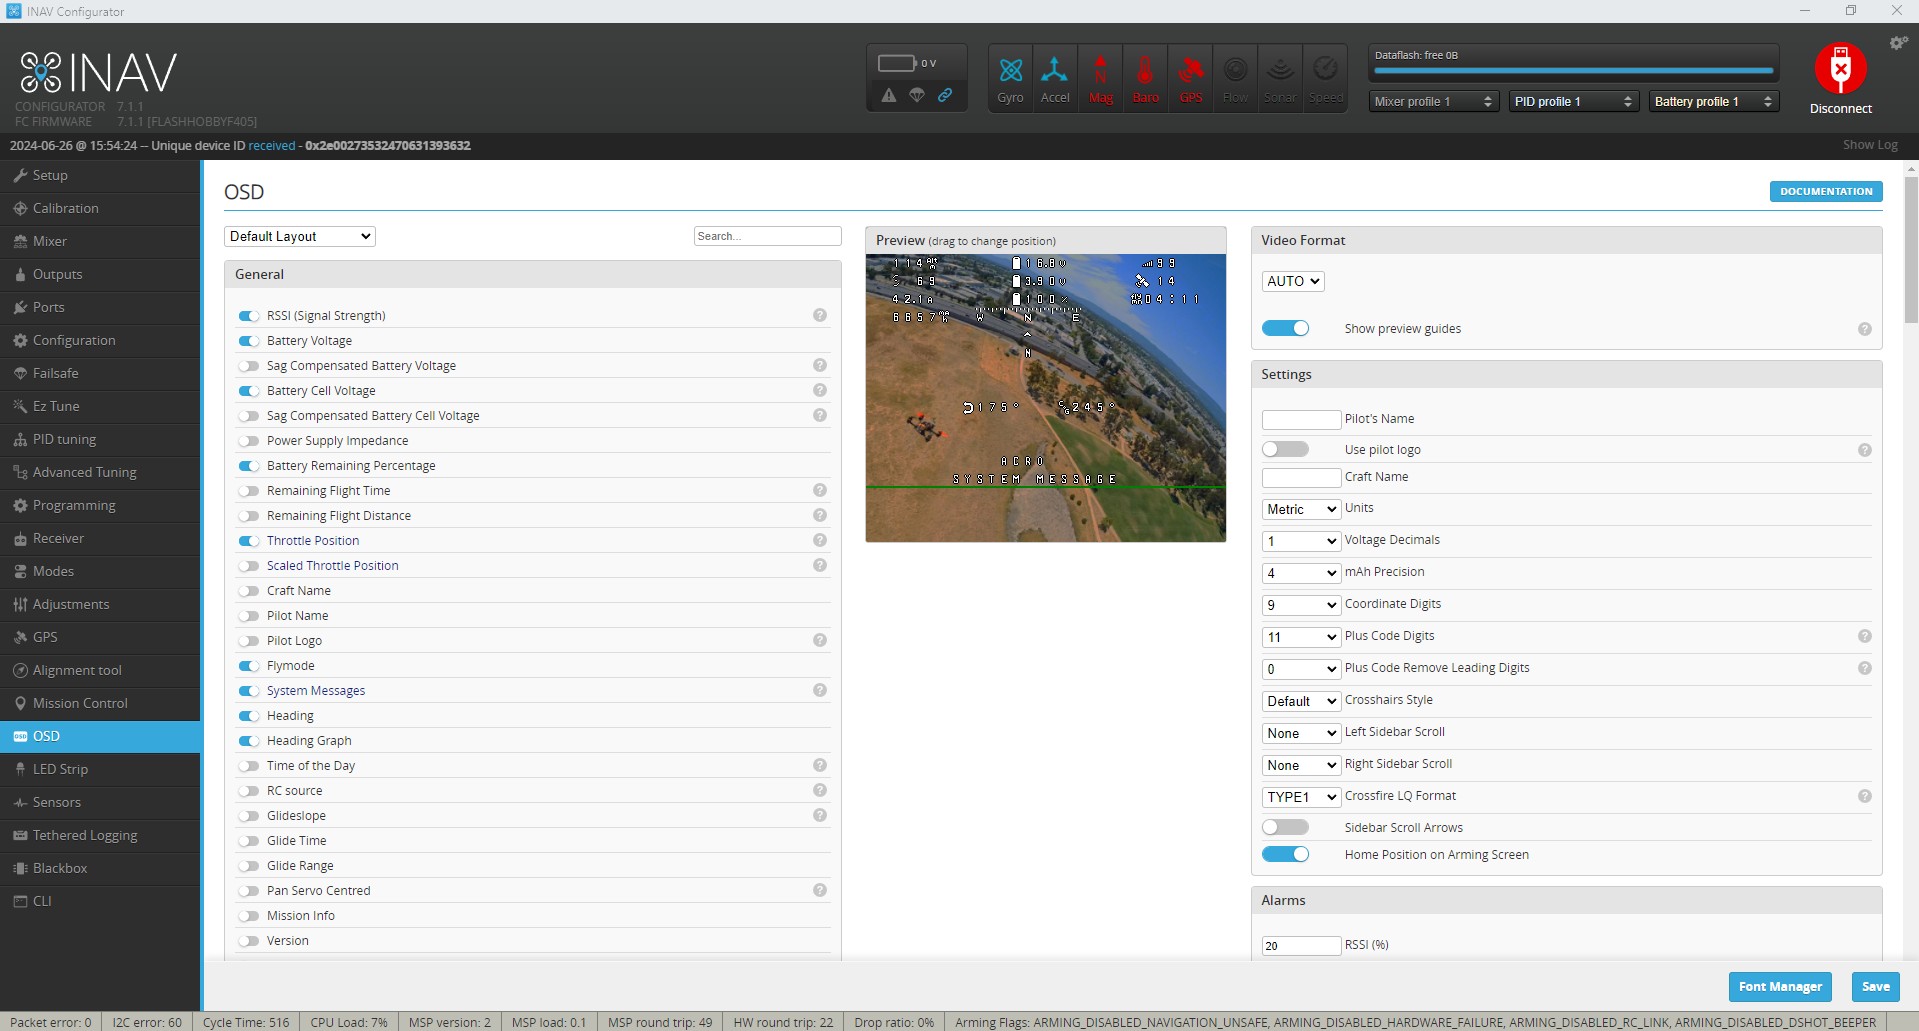 INAV Configurator
INAV
CONFIGURATOR 7.1.1
FC FIRMWARE 7.1.1 [FLASHHOBBYF405]
0 V
Gyro
Accel
N
Mag
Baro
GPS
Flow
Sonar
Speed
Dataflash: free 0B
Mixer profile 1
PID profile 1
Battery profile 1
Disconnect
2024-06-26 @ 15:54:24 -- Unique device ID received - 0x2e00273532470631393632
Show Log
Setup
Calibration
Mixer
Outputs
Ports
Configuration
Failsafe
Ez Tune
PID tuning
Advanced Tuning
Programming
Receiver
Modes
Adjustments
GPS
Alignment tool
Mission Control
OSD
LED Strip
Sensors
Tethered Logging
Blackbox
CLI
OSD
DOCUMENTATION
Default Layout
Search...
General
RSSI (Signal Strength)
Battery Voltage
Sag Compensated Battery Voltage
Battery Cell Voltage
Sag Compensated Battery Cell Voltage
Power Supply Impedance
Battery Remaining Percentage
Remaining Flight Time
Remaining Flight Distance
Throttle Position
Scaled Throttle Position
Craft Name
Pilot Name
Pilot Logo
Flymode
System Messages
Heading
Heading Graph
Time of the Day
RC source
Glideslope
Glide Time
Glide Range
Pan Servo Centred
Mission Info
Version
Preview (drag to change position)
114 Alt m 16.8V 99
69 3.90V 14
42.1A 100% 04:11
6657 mAh W N E
N
175° CG 245°
ACRO
SYSTEM MESSAGE
Video Format
AUTO
Show preview guides
Settings
Pilot's Name
Use pilot logo
Craft Name
Metric Units
1 Voltage Decimals
4 mAh Precision
9 Coordinate Digits
11 Plus Code Digits
0 Plus Code Remove Leading Digits
Default Crosshairs Style
None Left Sidebar Scroll
None Right Sidebar Scroll
TYPE1 Crossfire LQ Format
Sidebar Scroll Arrows
Home Position on Arming Screen
Alarms
20 RSSI (%)
Font Manager
Save
Packet error: 0 I2C error: 60 Cycle Time: 516 CPU Load: 7% MSP version: 2 MSP load: 0.1 MSP round trip: 49 HW round trip: 22 Drop ratio: 0% Arming Flags: ARMING_DISABLED_NAVIGATION_UNSAFE, ARMING_DISABLED_HARDWARE_FAILURE, ARMING_DISABLED_RC_LINK, ARMING_DISABLED_DSHOT_BEEPER